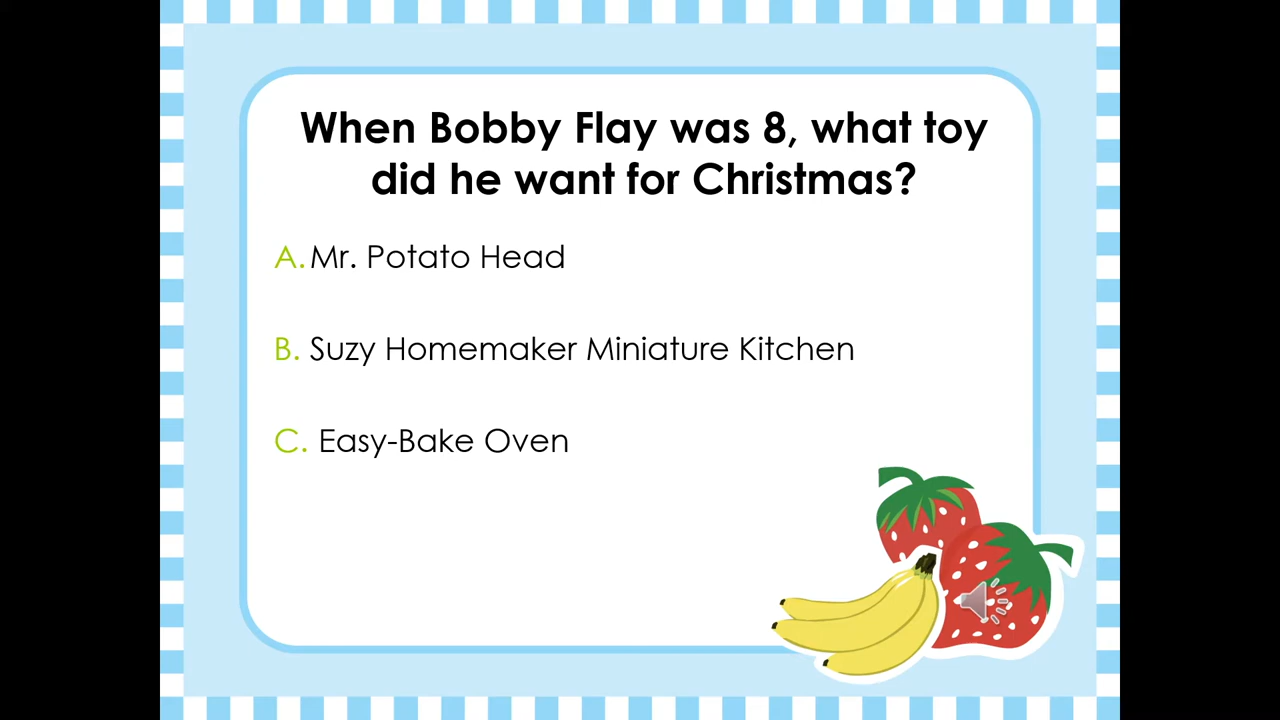 When Bobby Flay was 8, what toy
did he want for Christmas?
A. Mr. Potato Head
B. Suzy Homemaker Miniature Kitchen
C. Easy-Bake Oven